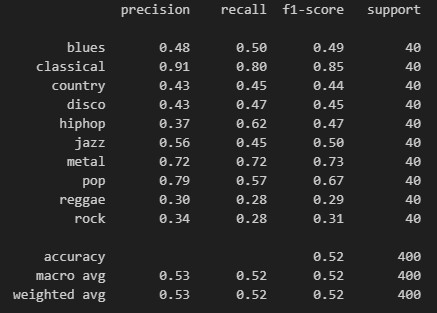 precision recall f1-score support
blues 0.48 0.50 0.49 40
classical 0.91 0.80 0.85 40
country 0.43 0.45 0.44 40
disco 0.43 0.47 0.45 40
hiphop 0.37 0.62 0.47 40
jazz 0.56 0.45 0.50 40
metal 0.72 0.72 0.73 40
pop 0.79 0.57 0.67 40
reggae 0.30 0.28 0.29 40
rock 0.34 0.28 0.31 40
accuracy 0.52 400
macro avg 0.53 0.52 0.52 400
weighted avg 0.53 0.52 0.52 400